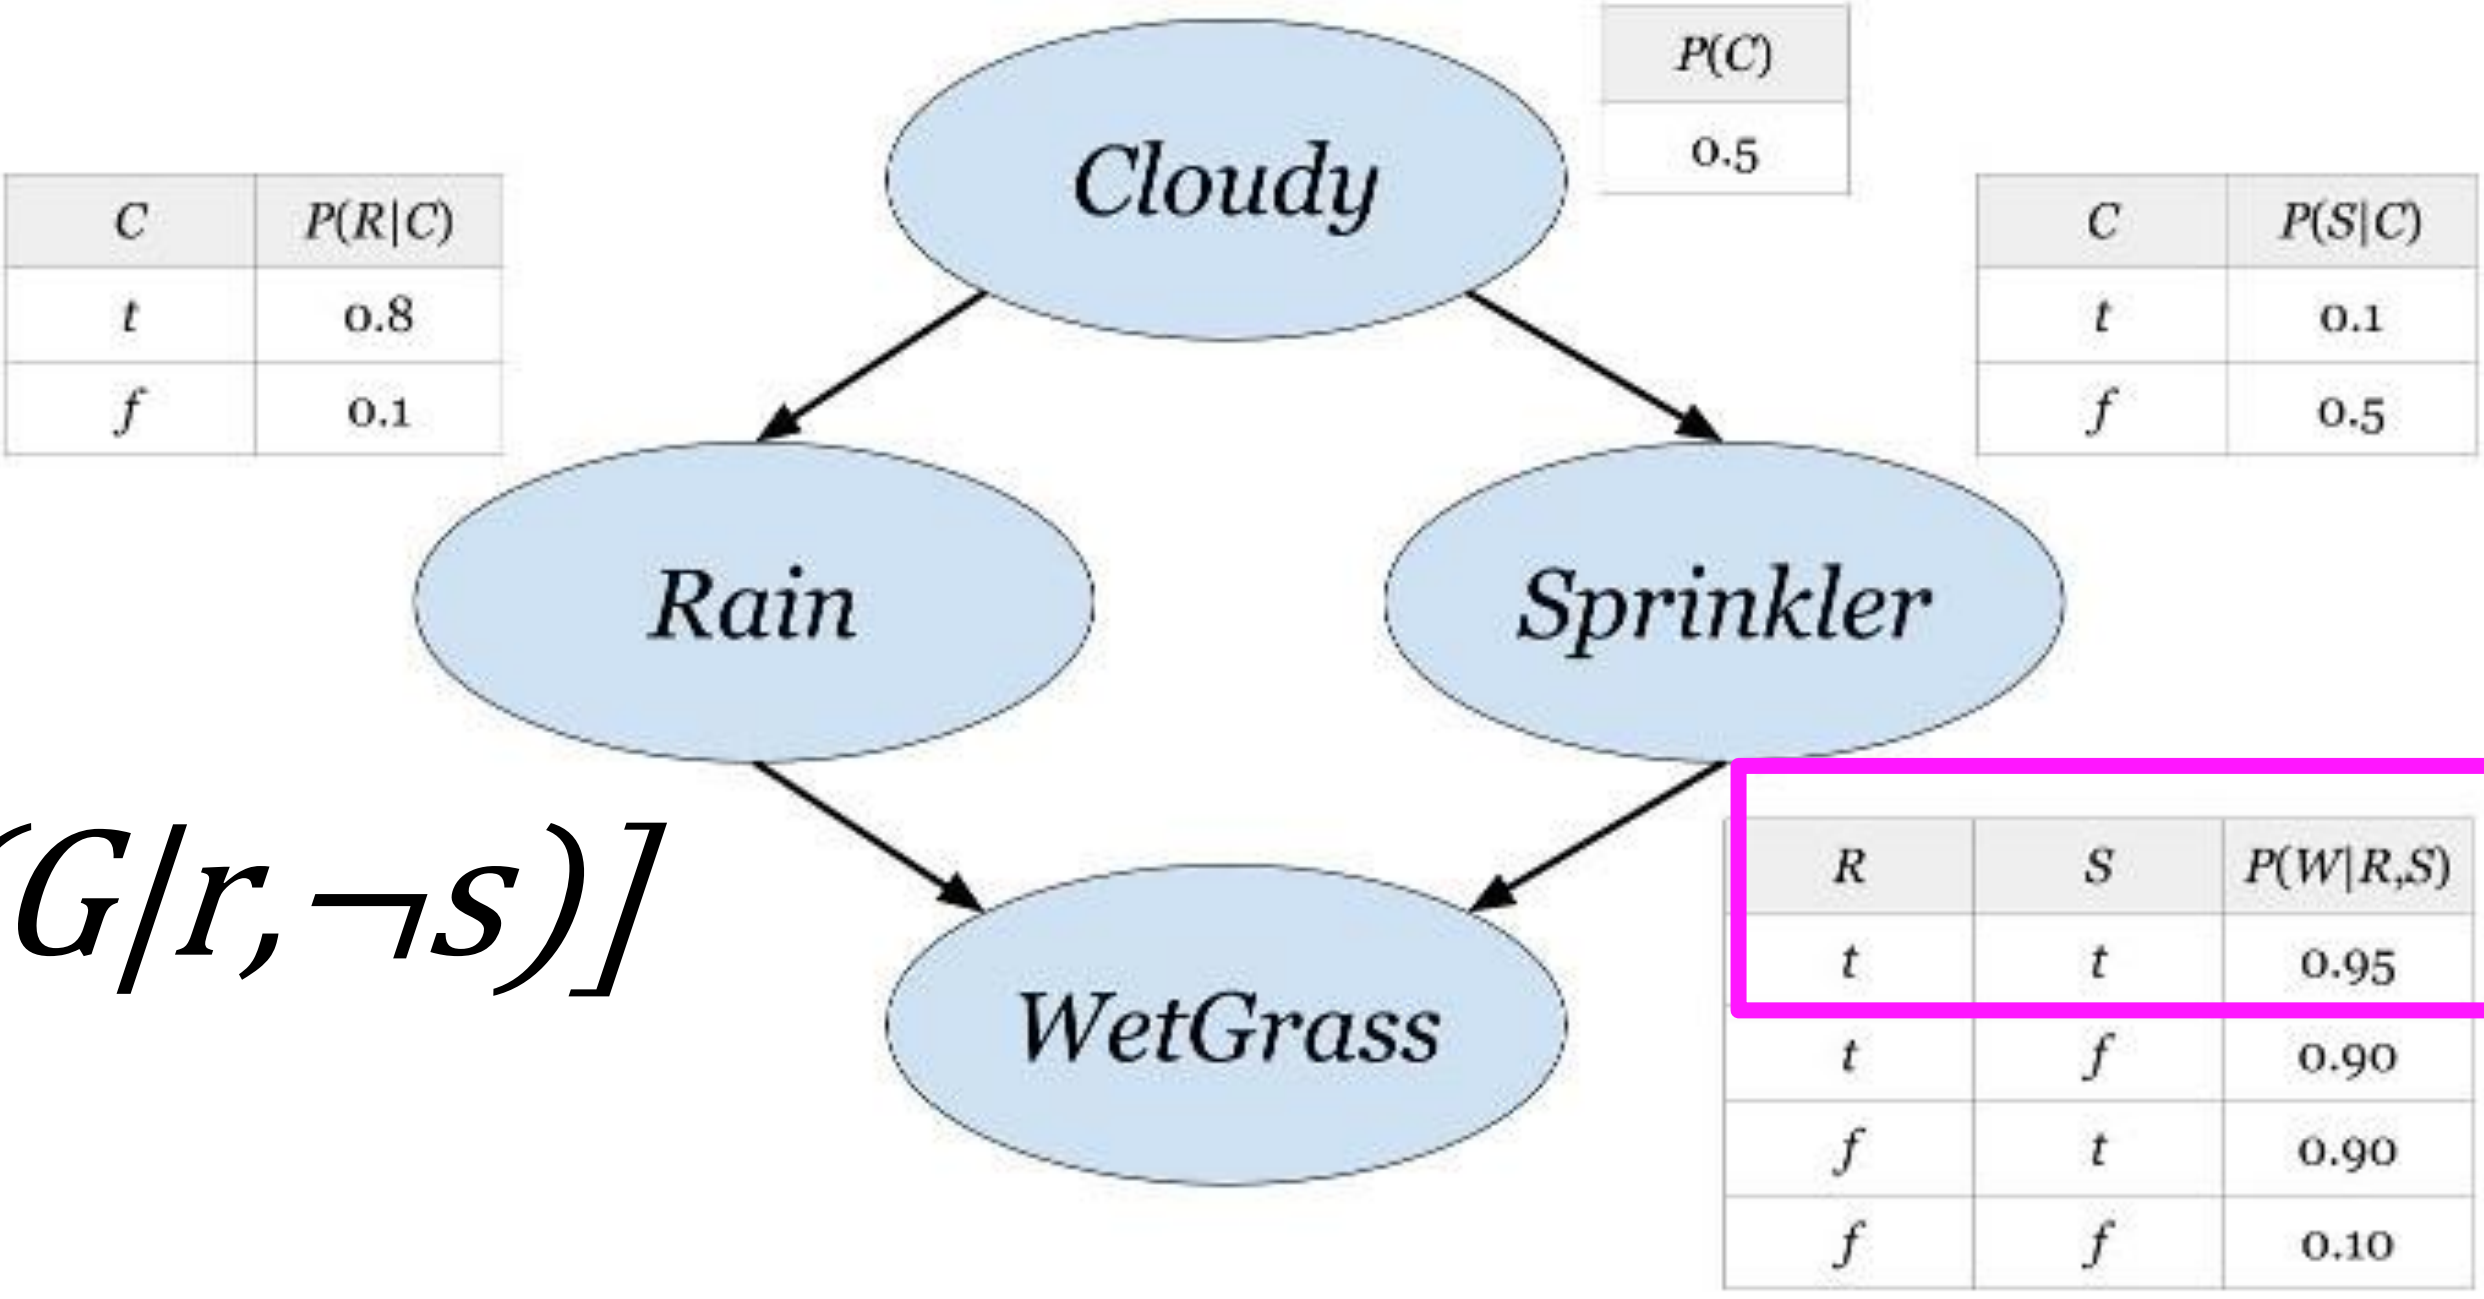 P(C)
0.5
Cloudy
C P(R|C)
t 0.8
f 0.1
C P(S|C)
t 0.1
f 0.5
Rain
Sprinkler
(G|r,¬s)]
WetGrass
R S P(W|R,S)
t t 0.95
t f 0.90
f t 0.90
f f 0.10